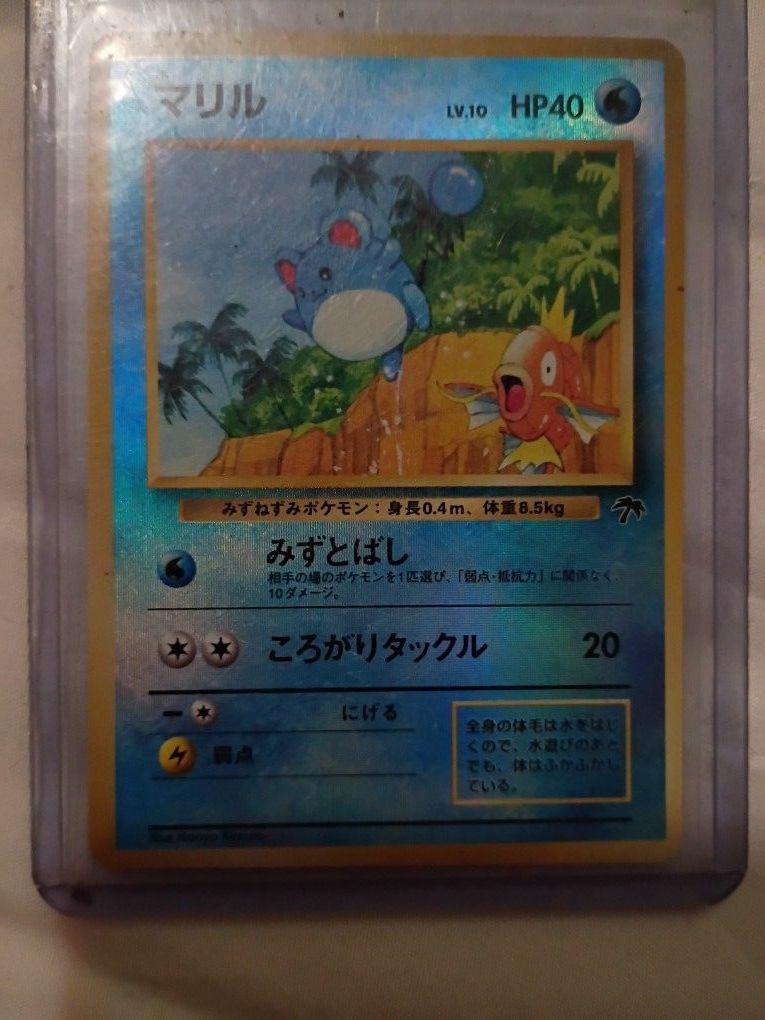 マリル
LV.10 HP40
みずねずみポケモン：身長0.4m、体重8.5kg
みずとばし
相手の場のポケモンを1匹選び、「弱点・抵抗力」に関係なく、
10ダメージ。
ころがりタックル 20
にげる
弱点
全身の体毛は水をはじ
くので、水遊びのあと
でも、体はふかふかし
ている。